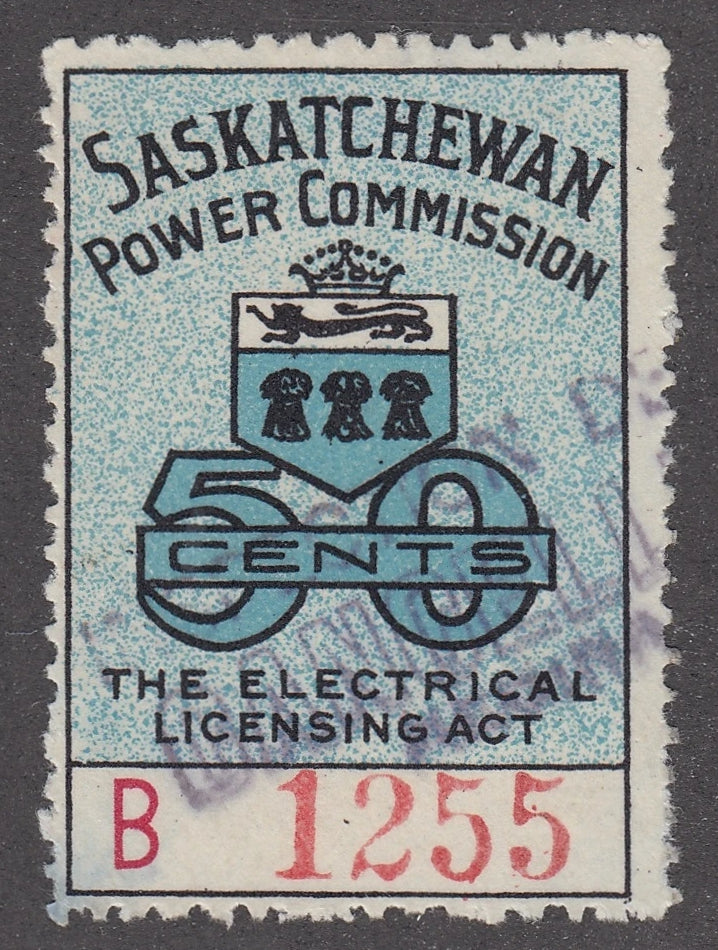 SASKATCHEWAN
POWER COMMISSION
50
CENTS
THE ELECTRICAL
LICENSING ACT
B 1255